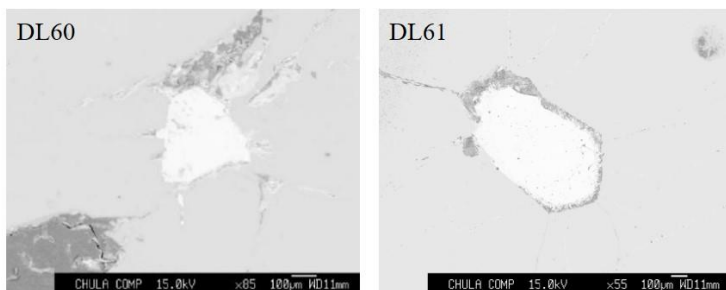 DL60
DL61
CHULA COMP 15.0kV ×85 100µm WD11mm
CHULA COMP 15.0kV ×55 100µm WD11mm